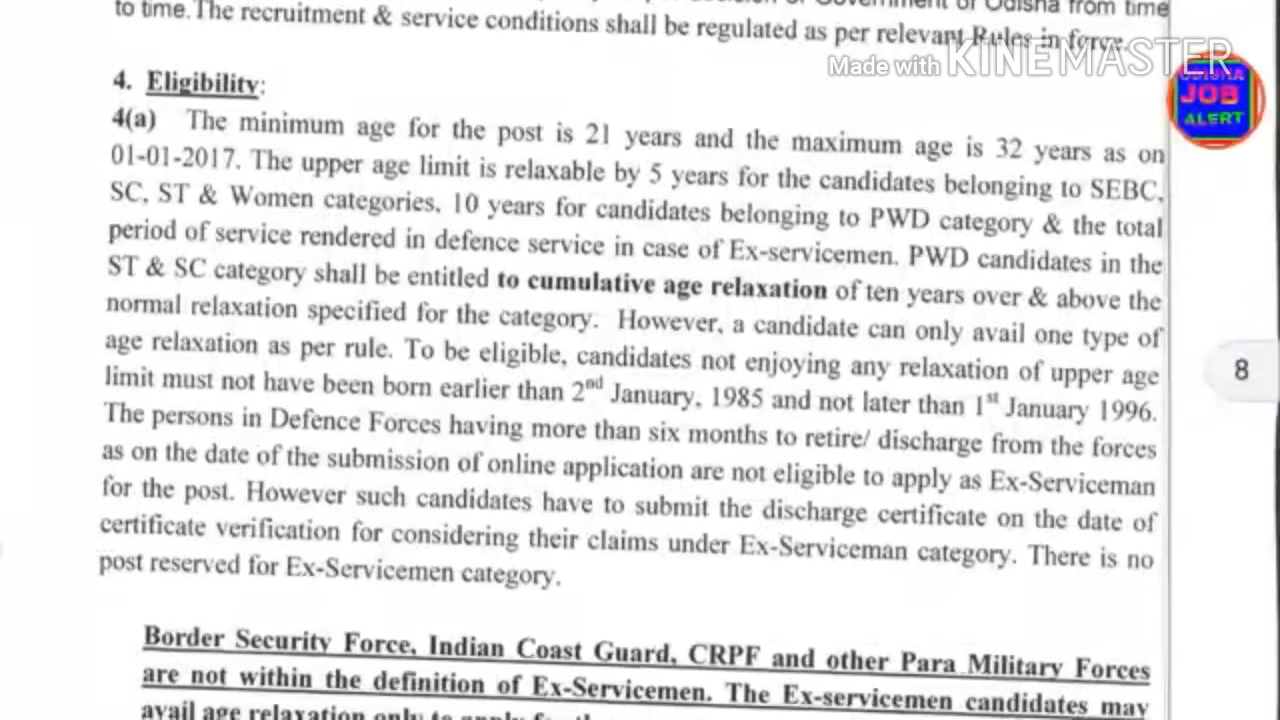 Government of Odisha from time
to time.The recruitment & service conditions shall be regulated as per relevant Rules in force.
Made with KINEMASTER
ODISHA
JOB
ALERT
4. Eligibility:
4(a) The minimum age for the post is 21 years and the maximum age is 32 years as on
01-01-2017. The upper age limit is relaxable by 5 years for the candidates belonging to SEBC,
SC, ST & Women categories, 10 years for candidates belonging to PWD category & the total
period of service rendered in defence service in case of Ex-servicemen. PWD candidates in the
ST & SC category shall be entitled to cumulative age relaxation of ten years over & above the
normal relaxation specified for the category. However, a candidate can only avail one type of
age relaxation as per rule. To be eligible, candidates not enjoying any relaxation of upper age
limit must not have been born earlier than 2nd January, 1985 and not later than 1st January 1996.
The persons in Defence Forces having more than six months to retire/ discharge from the forces
as on the date of the submission of online application are not eligible to apply as Ex-Serviceman
for the post. However such candidates have to submit the discharge certificate on the date of
certificate verification for considering their claims under Ex-Serviceman category. There is no
post reserved for Ex-Servicemen category.
8
Border Security Force, Indian Coast Guard, CRPF and other Para Military Forces
are not within the definition of Ex-Servicemen. The Ex-servicemen candidates may
avail age relaxation only to apply